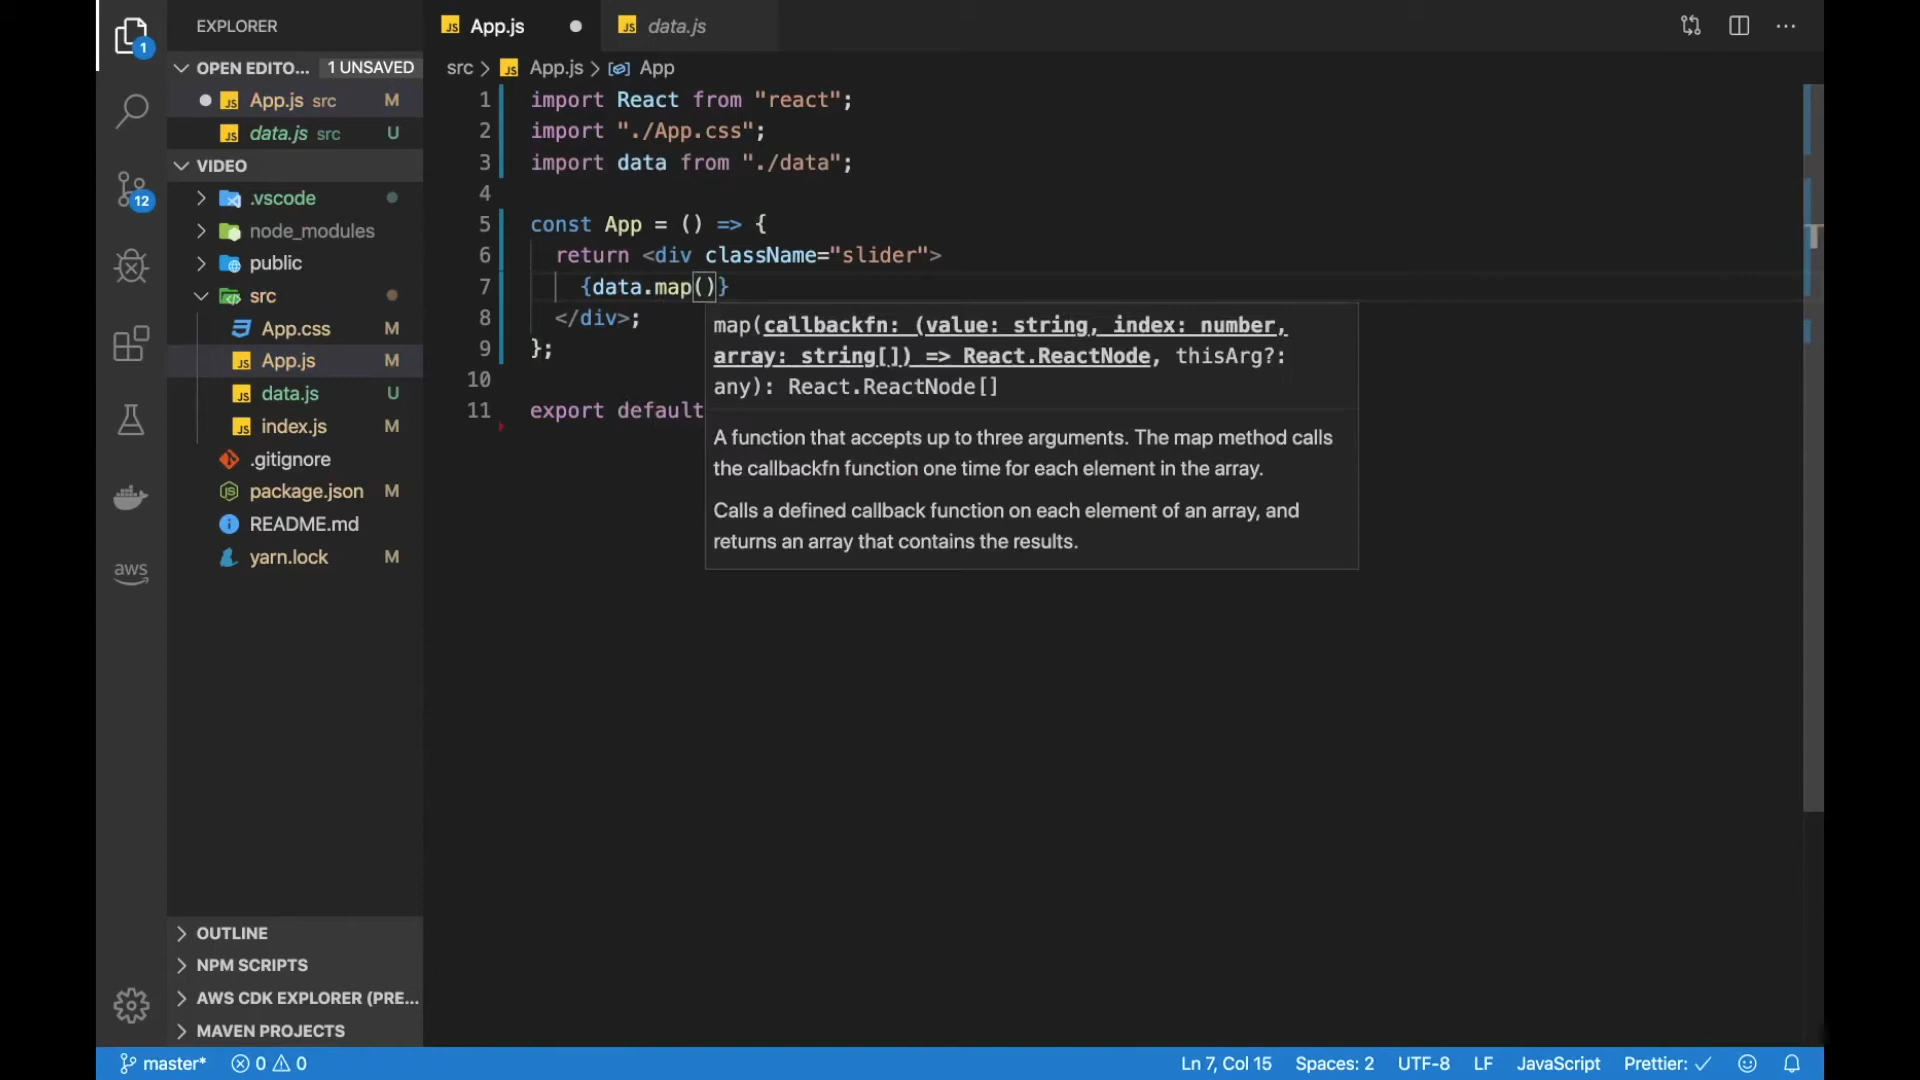 EXPLORER
OPEN EDITO... 1 UNSAVED
App.js src M
data.js src U
VIDEO
.vscode
node_modules
public
src
App.css M
App.js M
data.js U
index.js M
.gitignore
package.json M
README.md
yarn.lock M
OUTLINE
NPM SCRIPTS
AWS CDK EXPLORER (PRE...
MAVEN PROJECTS
1
12
aws
JS App.js
JS data.js
src > JS App.js > App
1 import React from "react";
2 import "./App.css";
3 import data from "./data";
4
5 const App = () => {
6 return <div className="slider">
7 {data.map()}
8 </div>;
9 };
10
11 export default
map(callbackfn: (value: string, index: number,
array: string[]) => React.ReactNode, thisArg?:
any): React.ReactNode[]
A function that accepts up to three arguments. The map method calls
the callbackfn function one time for each element in the array.
Calls a defined callback function on each element of an array, and
returns an array that contains the results.
master* 0 0 Ln 7, Col 15 Spaces: 2 UTF-8 LF JavaScript Prettier: ✓